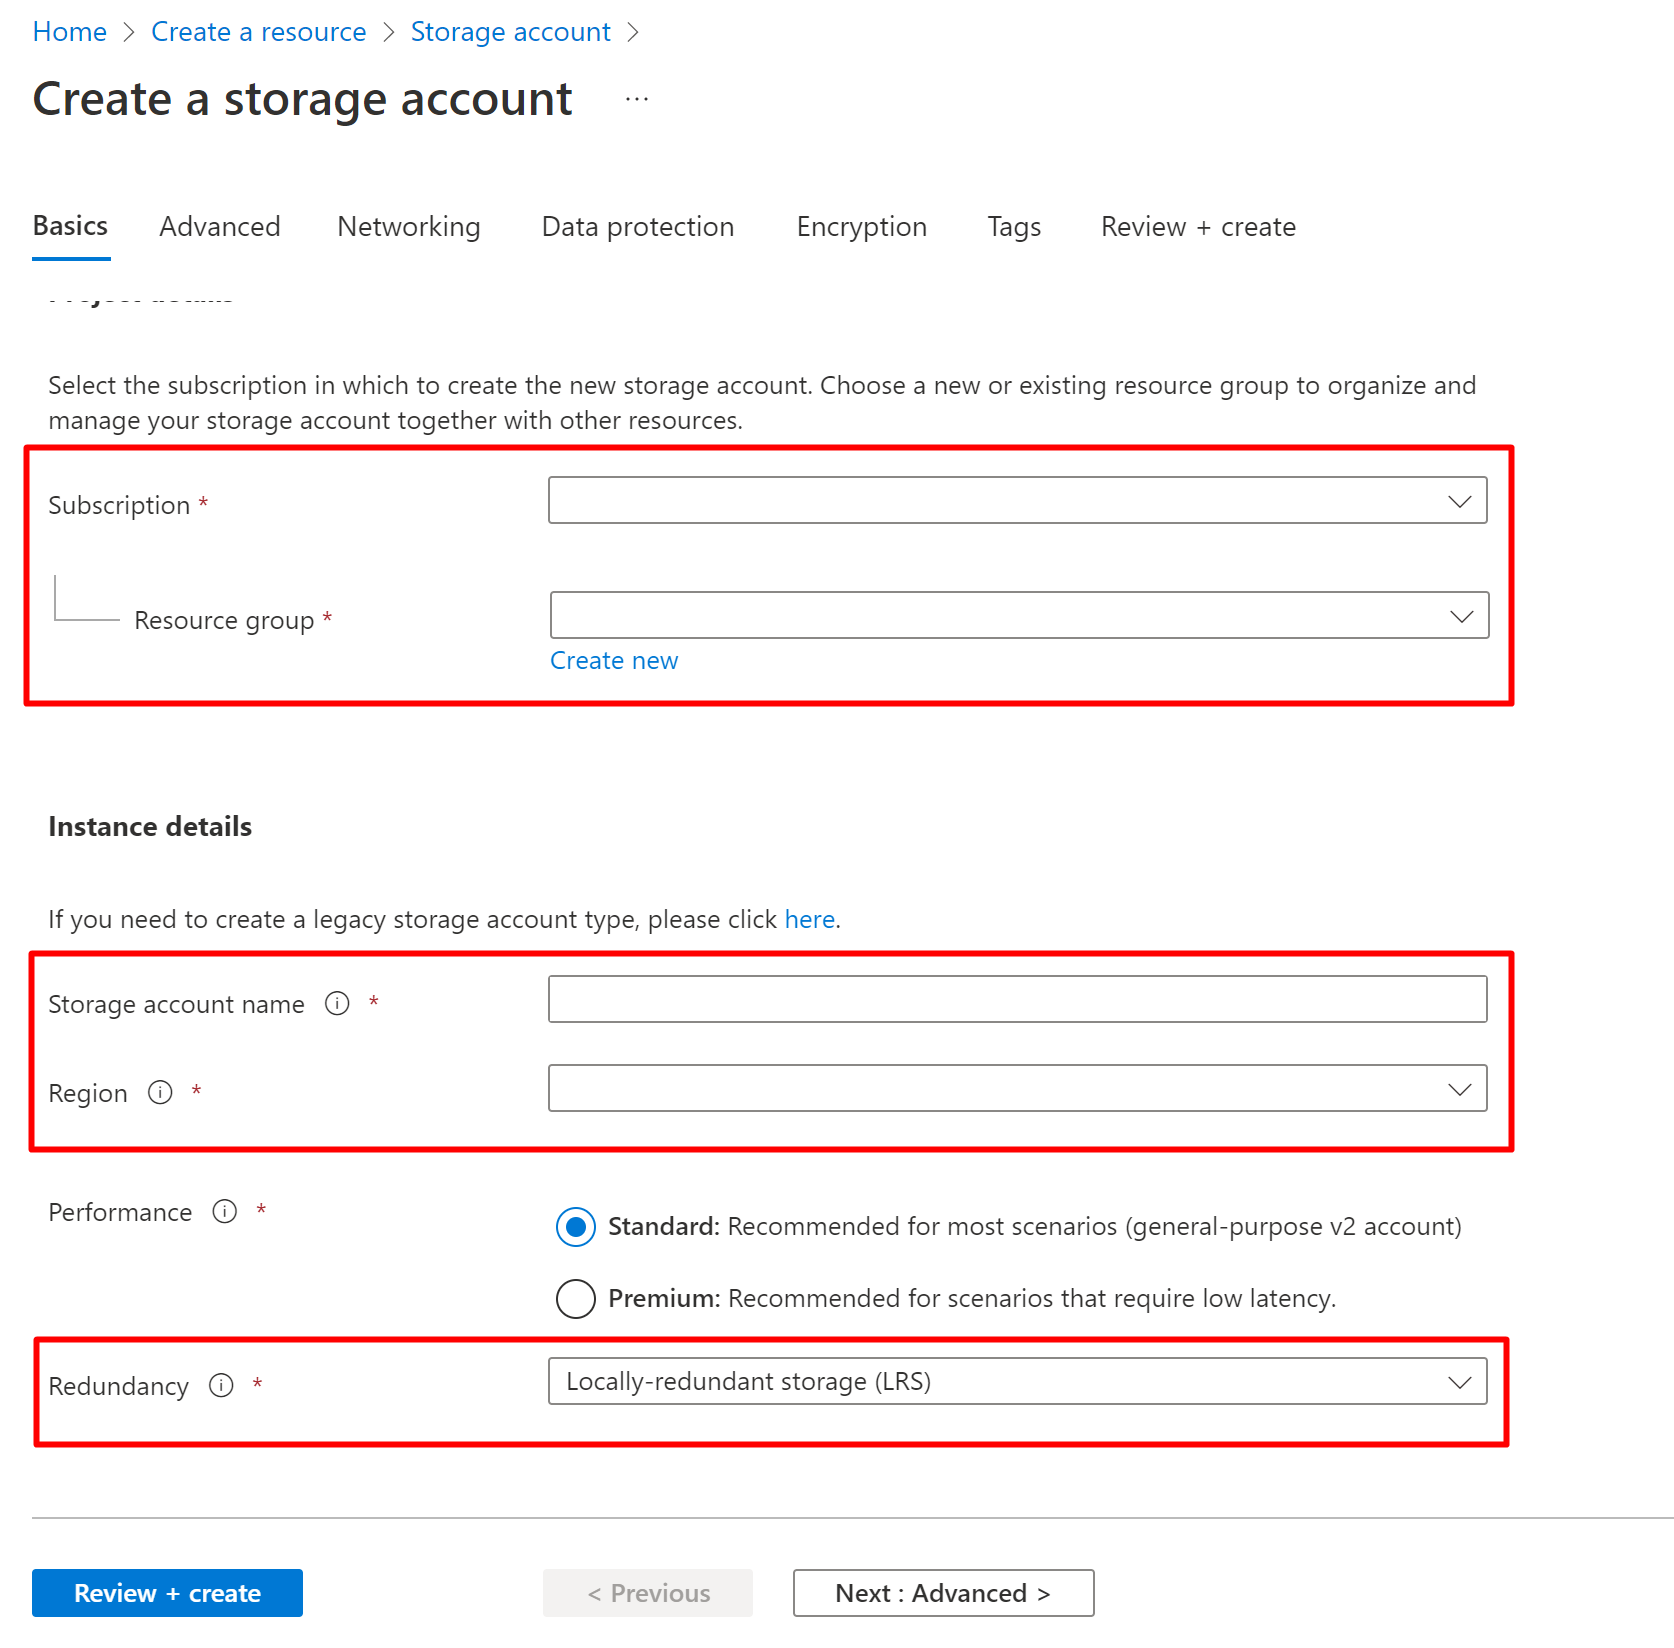 Home > Create a resource > Storage account >
Create a storage account ...
Basics Advanced Networking Data protection Encryption Tags Review + create
Project details
Select the subscription in which to create the new storage account. Choose a new or existing resource group to organize and
manage your storage account together with other resources.
Subscription *
Resource group *
Create new
Instance details
If you need to create a legacy storage account type, please click here.
Storage account name *
Region *
Performance *
Standard: Recommended for most scenarios (general-purpose v2 account)
Premium: Recommended for scenarios that require low latency.
Redundancy * Locally-redundant storage (LRS)
Review + create < Previous Next : Advanced >